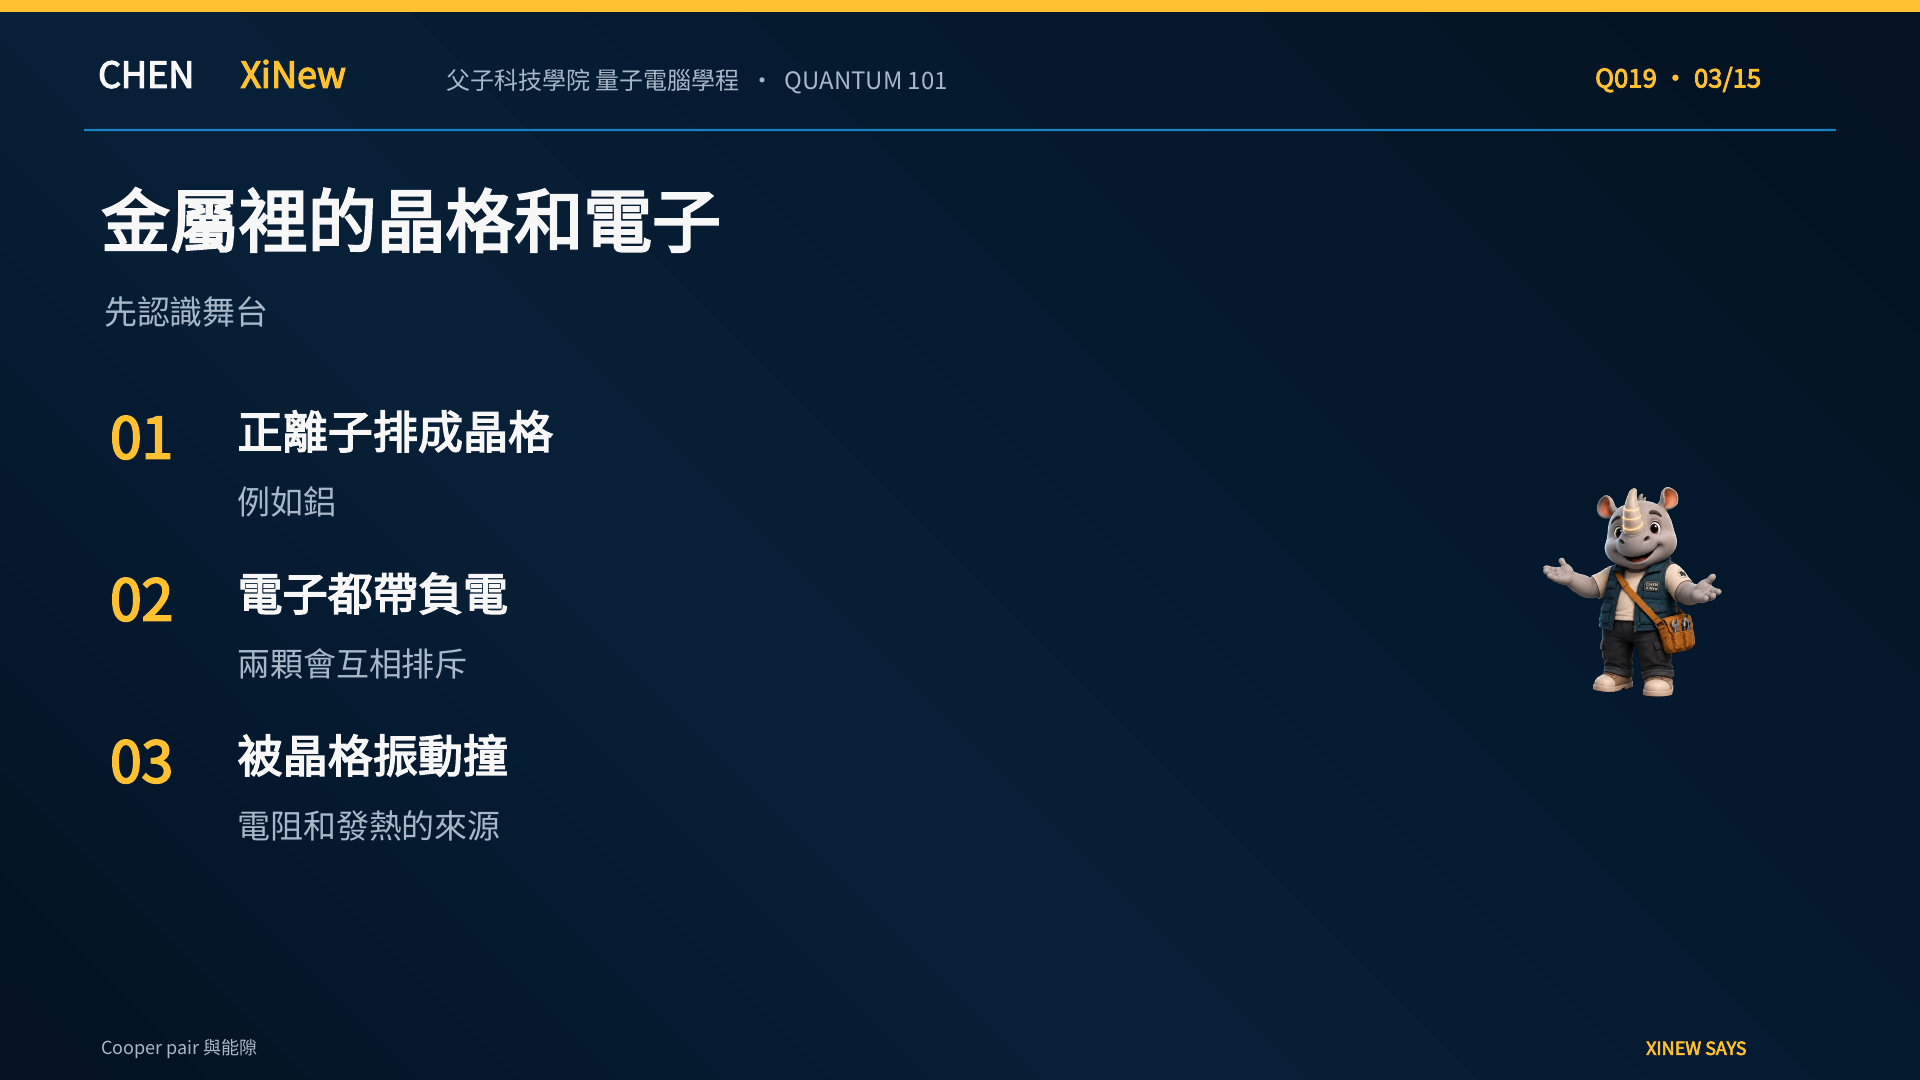 CHEN XiNew 父子科技學院 量子電腦學程 · QUANTUM 101 Q019 · 03/15
金屬裡的晶格和電子
先認識舞台
01 正離子排成晶格
例如鋁
02 電子都帶負電
兩顆會互相排斥
03 被晶格振動撞
電阻和發熱的來源
Cooper pair 與能隙 XINEW SAYS